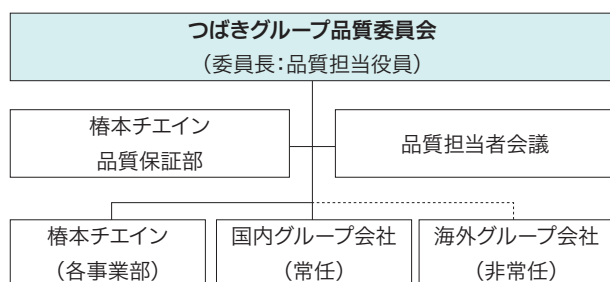 つばきグループ品質委員会
（委員長：品質担当役員）
椿本チエイン
品質保証部
品質担当者会議
椿本チエイン
（各事業部）
国内グループ会社
（常任）
海外グループ会社
（非常任）